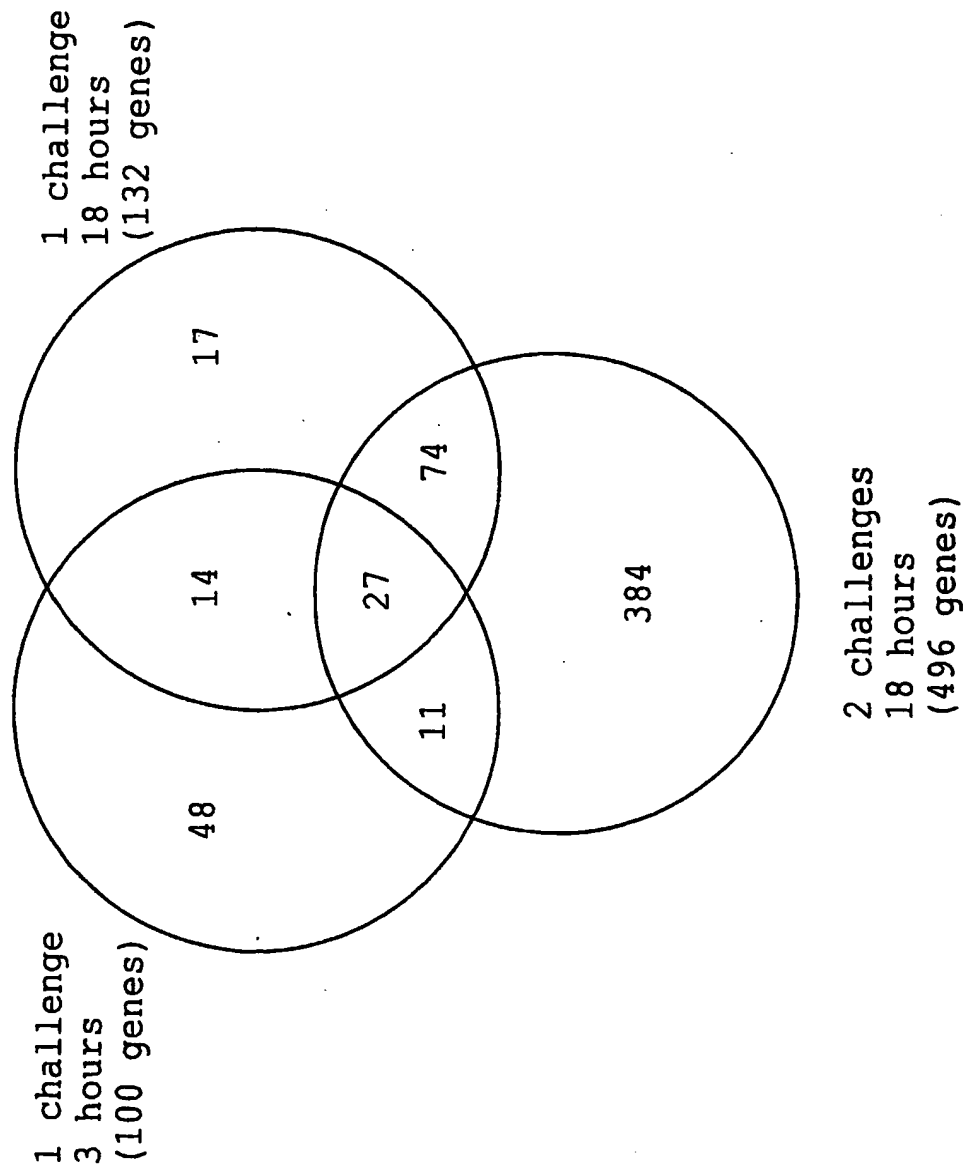 1 challenge
3 hours
(100 genes)
1 challenge
18 hours
(132 genes)
48
14
17
27
11
74
384
2 challenges
18 hours
(496 genes)